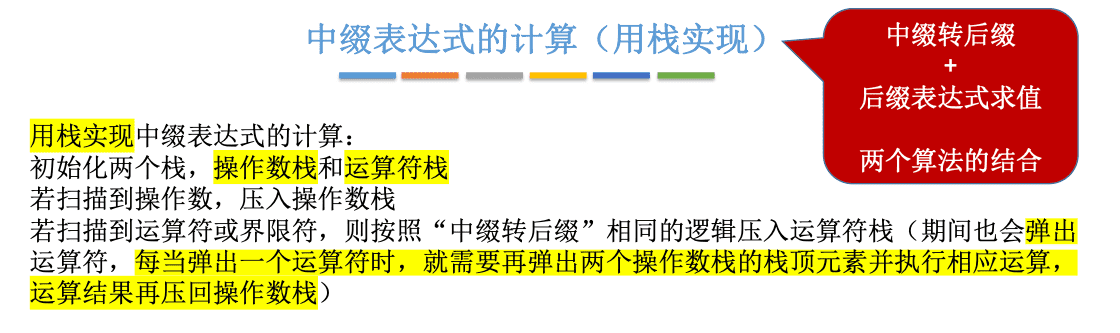 中缀表达式的计算（用栈实现）
中缀转后缀
+
后缀表达式求值
两个算法的结合
用栈实现中缀表达式的计算：
初始化两个栈，操作数栈和运算符栈
若扫描到操作数，压入操作数栈
若扫描到运算符或界限符，则按照“中缀转后缀”相同的逻辑压入运算符栈（期间也会弹出
运算符，每当弹出一个运算符时，就需要再弹出两个操作数栈的栈顶元素并执行相应运算，
运算结果再压回操作数栈）